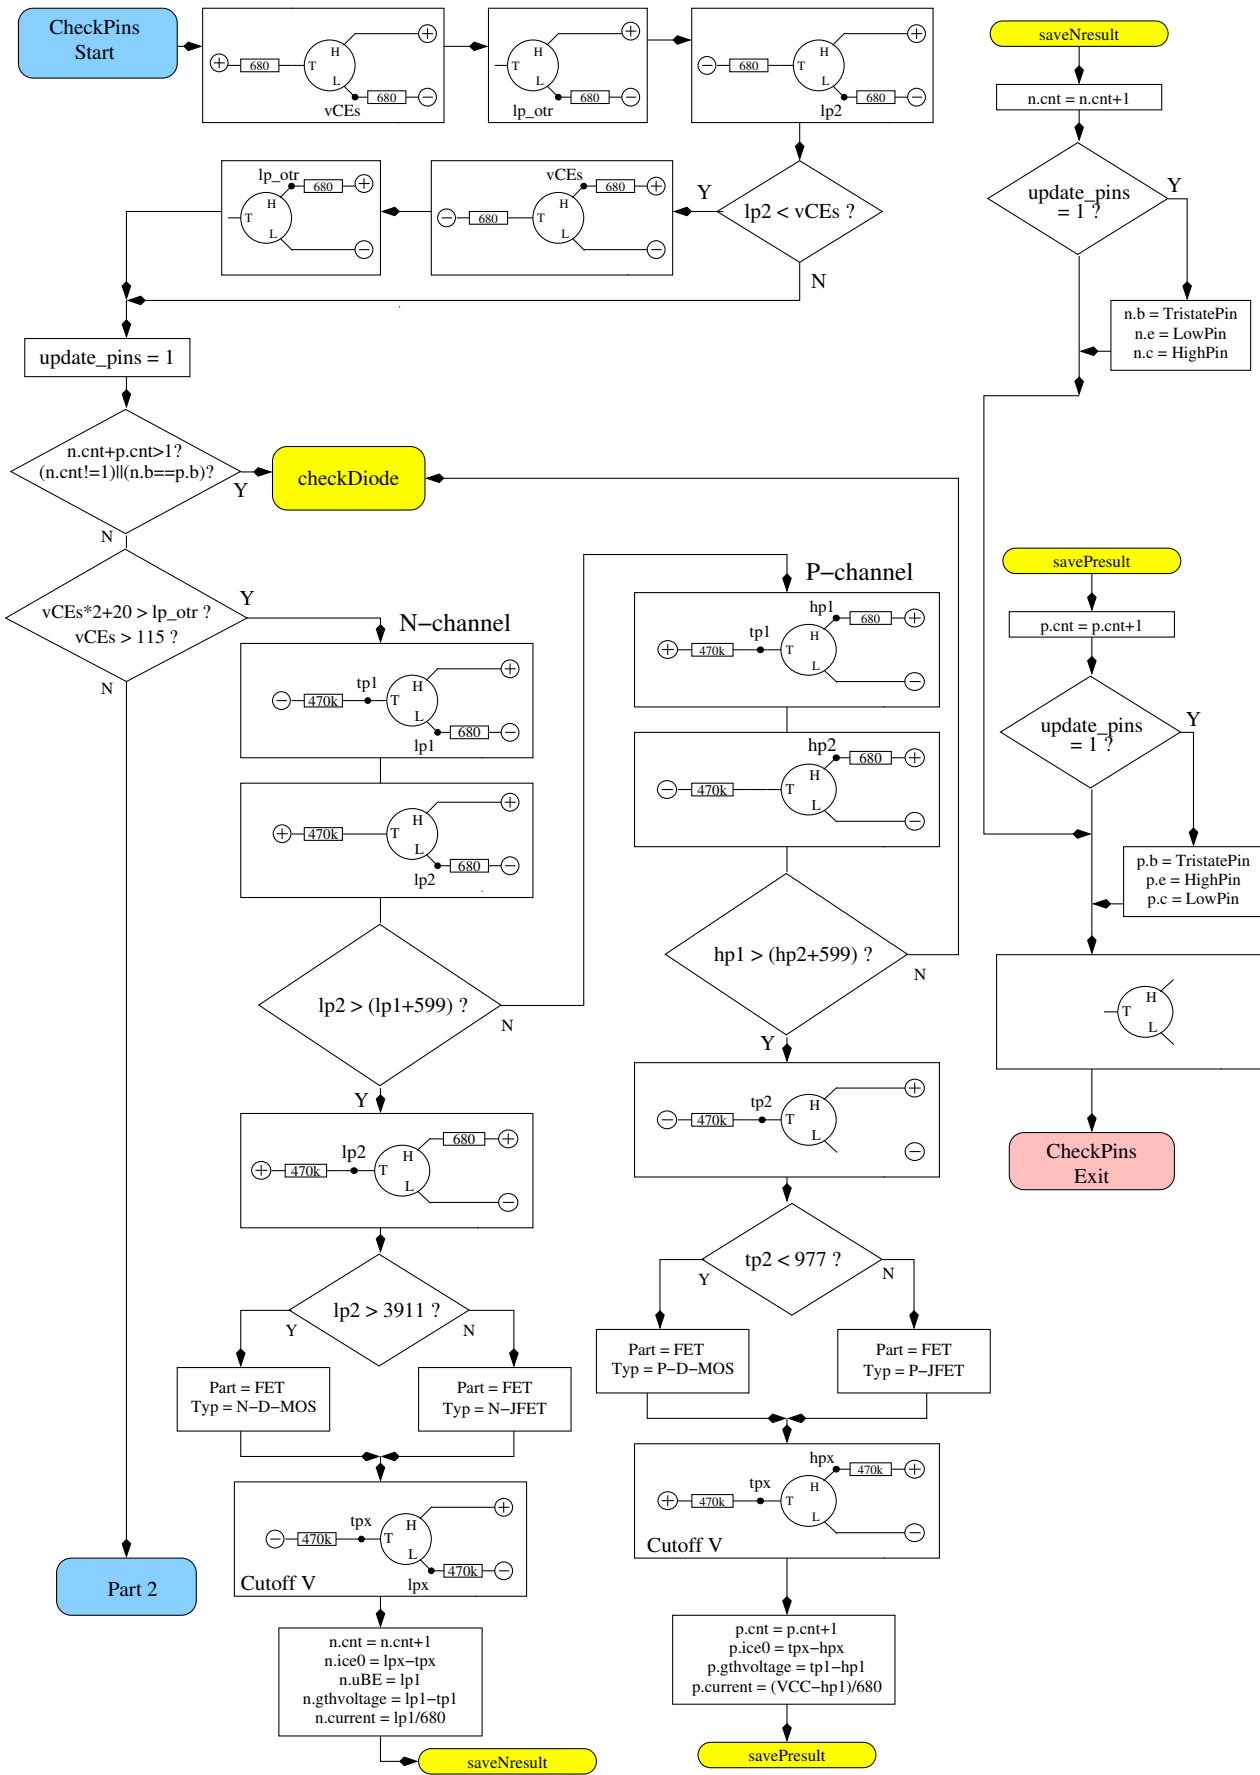 CheckPins
Start
680
T
H
L
680
vCEs
T
H
L
680
lp_otr
680
T
H
L
680
lp2
saveNresult
n.cnt = n.cnt+1
update_pins
= 1 ?
Y
n.b = TristatePin
n.e = LowPin
n.c = HighPin
lp_otr
680
T
H
L
vCEs
680
680
T
H
L
Y
lp2 < vCEs ?
N
update_pins = 1
n.cnt+p.cnt>1?
(n.cnt!=1)||(n.b==p.b)?
Y
N
checkDiode
vCEs*2+20 > lp_otr ?
vCEs > 115 ?
Y
N
N−channel
tp1
470k
T
H
L
680
lp1
470k
T
H
L
680
lp2
lp2 > (lp1+599) ?
N
Y
lp2
470k
T
H
L
680
lp2 > 3911 ?
Y
N
Part = FET
Typ = N−D−MOS
Part = FET
Typ = N−JFET
tpx
470k
T
H
L
470k
lpx
Cutoff V
n.cnt = n.cnt+1
n.ice0 = lpx−tpx
n.uBE = lp1
n.gthvoltage = lp1−tp1
n.current = lp1/680
saveNresult
Part 2
P−channel
hp1
680
tp1
470k
T
H
L
hp2
680
470k
T
H
L
hp1 > (hp2+599) ?
N
Y
tp2
470k
T
H
L
tp2 < 977 ?
Y
N
Part = FET
Typ = P−D−MOS
Part = FET
Typ = P−JFET
hpx
470k
tpx
470k
T
H
L
Cutoff V
p.cnt = p.cnt+1
p.ice0 = tpx−hpx
p.gthvoltage = tp1−hp1
p.current = (VCC−hp1)/680
savePresult
savePresult
p.cnt = p.cnt+1
update_pins
= 1 ?
Y
p.b = TristatePin
p.e = HighPin
p.c = LowPin
T
H
L
CheckPins
Exit